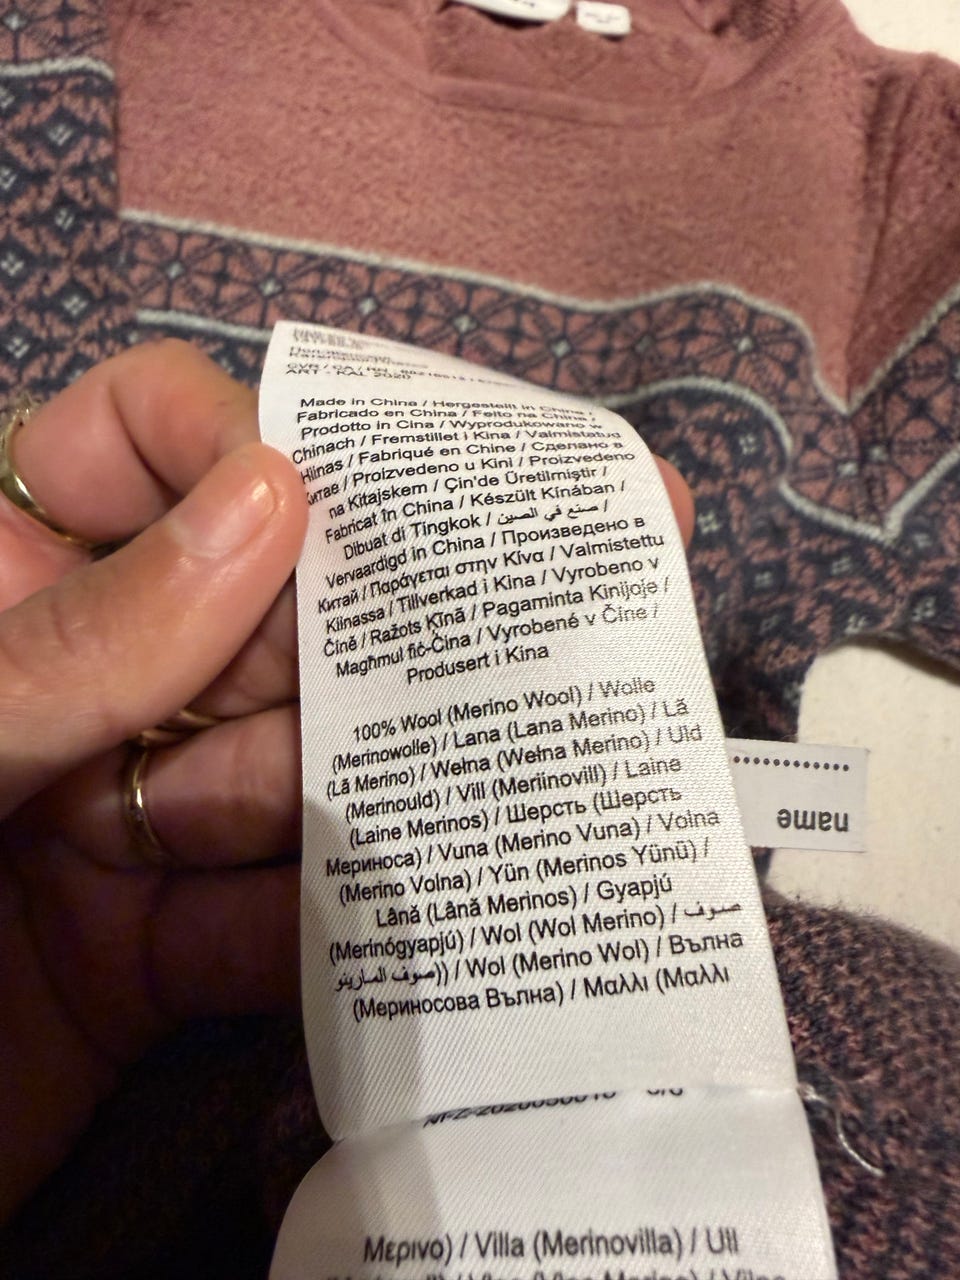 ART - KAL 2020
Made in China / Hergestellt in China /
Fabricado en China / Feito na China /
Prodotto in Cina / Wyprodukowano w
Chinach / Fremstillet i Kina / Valmistatud
Hiinas / Fabriqué en Chine / Сделано в
Китае / Proizvedeno u Kini / Proizvedeno
na Kitajskem / Çin'de Üretilmiştir /
Fabricat în China / Készült Kínában /
Dibuat di Tingkok / صنع في الصين /
Vervaardigd in China / Произведено в
Китай / Παράγεται στην Κίνα / Valmistettu
Kiinassa / Tillverkad i Kina / Vyrobeno v
Číně / Ražots Ķīnā / Pagaminta Kinijoje /
Magħmul fiċ-Ċina / Vyrobené v Číne /
Produsert i Kina
100% Wool (Merino Wool) / Wolle
(Merinowolle) / Lana (Lana Merino) / Lã
(Lã Merino) / Wełna (Wełna Merino) / Uld
(Merinould) / Vill (Meriinovill) / Laine
(Laine Merinos) / Шерсть (Шерсть
Мериноса) / Vuna (Merino Vuna) / Volna
(Merino Volna) / Yün (Merinos Yünü) /
Lână (Lână Merinos) / Gyapjú
(Merinógyapjú) / Wol (Wol Merino) / صوف
صوف المارينو)) / Wol (Merino Wol) / Вълна
(Мериносова Вълна) / Μαλλι (Μαλλι
Μερινο) / Villa (Merinovilla) / Ull
name